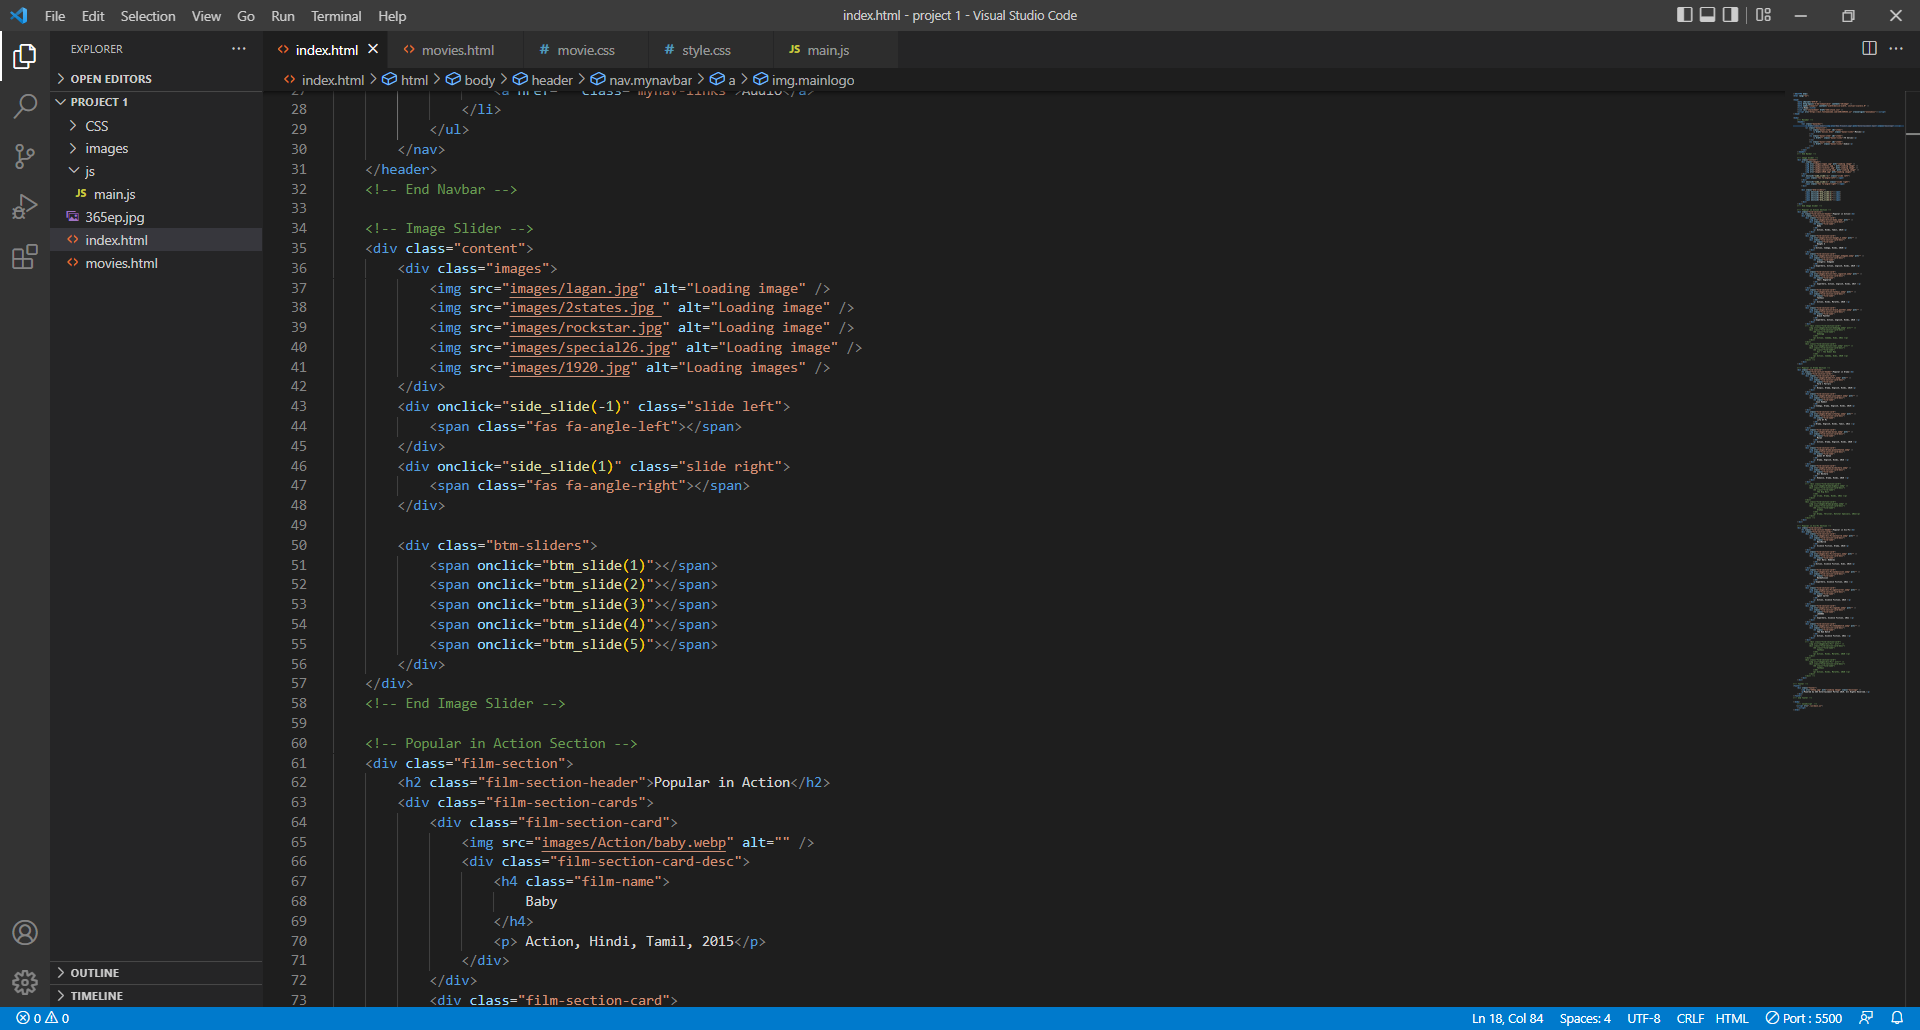 File Edit Selection View Go Run Terminal Help
index.html - project 1 - Visual Studio Code
EXPLORER
OPEN EDITORS
PROJECT 1
CSS
images
js
JS main.js
365ep.jpg
index.html
movies.html
OUTLINE
TIMELINE
index.html movies.html # movie.css # style.css JS main.js
index.html > html > body > header > nav.mynavbar > a > img.mainlogo
28 </li>
29 </ul>
30 </nav>
31 </header>
32 <!-- End Navbar -->
33
34 <!-- Image Slider -->
35 <div class="content">
36 <div class="images">
37 <img src="images/lagan.jpg" alt="Loading image" />
38 <img src="images/2states.jpg " alt="Loading image" />
39 <img src="images/rockstar.jpg" alt="Loading image" />
40 <img src="images/special26.jpg" alt="Loading image" />
41 <img src="images/1920.jpg" alt="Loading images" />
42 </div>
43 <div onclick="side_slide(-1)" class="slide left">
44 <span class="fas fa-angle-left"></span>
45 </div>
46 <div onclick="side_slide(1)" class="slide right">
47 <span class="fas fa-angle-right"></span>
48 </div>
49
50 <div class="btm-sliders">
51 <span onclick="btm_slide(1)"></span>
52 <span onclick="btm_slide(2)"></span>
53 <span onclick="btm_slide(3)"></span>
54 <span onclick="btm_slide(4)"></span>
55 <span onclick="btm_slide(5)"></span>
56 </div>
57 </div>
58 <!-- End Image Slider -->
59
60 <!-- Popular in Action Section -->
61 <div class="film-section">
62 <h2 class="film-section-header">Popular in Action</h2>
63 <div class="film-section-cards">
64 <div class="film-section-card">
65 <img src="images/Action/baby.webp" alt="" />
66 <div class="film-section-card-desc">
67 <h4 class="film-name">
68 Baby
69 </h4>
70 <p> Action, Hindi, Tamil, 2015</p>
71 </div>
72 </div>
73 <div class="film-section-card">
0 0 Ln 18, Col 84 Spaces: 4 UTF-8 CRLF HTML Port : 5500